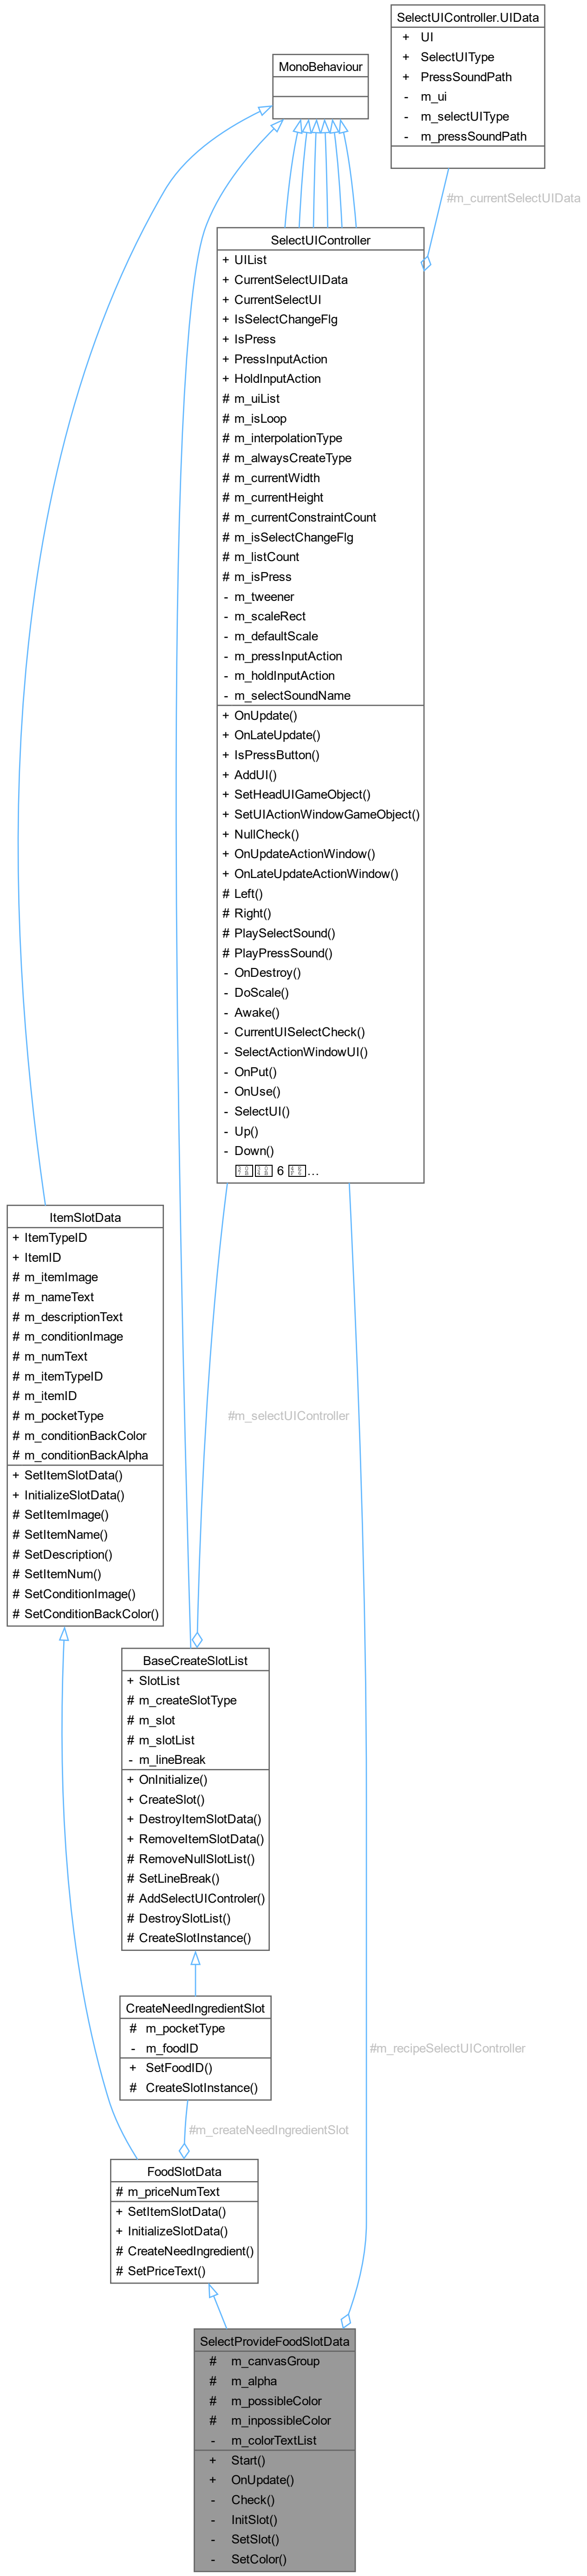 SelectUIController.UIData
+ UI
+ SelectUIType
+ PressSoundPath
- m_ui
- m_selectUIType
- m_pressSoundPath
MonoBehaviour
#m_currentSelectUIData
SelectUIController
+ UIList
+ CurrentSelectUIData
+ CurrentSelectUI
+ IsSelectChangeFlg
+ IsPress
+ PressInputAction
+ HoldInputAction
# m_uiList
# m_isLoop
# m_interpolationType
# m_alwaysCreateType
# m_currentWidth
# m_currentHeight
# m_currentConstraintCount
# m_isSelectChangeFlg
# m_listCount
# m_isPress
- m_tweener
- m_scaleRect
- m_defaultScale
- m_pressInputAction
- m_holdInputAction
- m_selectSoundName
+ OnUpdate()
+ OnLateUpdate()
+ IsPressButton()
+ AddUI()
+ SetHeadUIGameObject()
+ SetUIActionWindowGameObject()
+ NullCheck()
+ OnUpdateActionWindow()
+ OnLateUpdateActionWindow()
# Left()
# Right()
# PlaySelectSound()
# PlayPressSound()
- OnDestroy()
- DoScale()
- Awake()
- CurrentUISelectCheck()
- SelectActionWindowUI()
- OnPut()
- OnUse()
- SelectUI()
- Up()
- Down()
6 ...
ItemSlotData
+ ItemTypeID
+ ItemID
# m_itemImage
# m_nameText
# m_descriptionText
# m_conditionImage
# m_numText
# m_itemTypeID
# m_itemID
# m_pocketType
# m_conditionBackColor
# m_conditionBackAlpha
+ SetItemSlotData()
+ InitializeSlotData()
# SetItemImage()
# SetItemName()
# SetDescription()
# SetItemNum()
# SetConditionImage()
# SetConditionBackColor()
#m_selectUIController
BaseCreateSlotList
+ SlotList
# m_createSlotType
# m_slot
# m_slotList
- m_lineBreak
+ OnInitialize()
+ CreateSlot()
+ DestroyItemSlotData()
+ RemoveItemSlotData()
# RemoveNullSlotList()
# SetLineBreak()
# AddSelectUIControler()
# DestroySlotList()
# CreateSlotInstance()
CreateNeedIngredientSlot
# m_pocketType
- m_foodID
+ SetFoodID()
# CreateSlotInstance()
#m_recipeSelectUIController
#m_createNeedIngredientSlot
FoodSlotData
# m_priceNumText
+ SetItemSlotData()
+ InitializeSlotData()
# CreateNeedIngredient()
# SetPriceText()
SelectProvideFoodSlotData
# m_canvasGroup
# m_alpha
# m_possibleColor
# m_inpossibleColor
- m_colorTextList
+ Start()
+ OnUpdate()
- Check()
- InitSlot()
- SetSlot()
- SetColor()